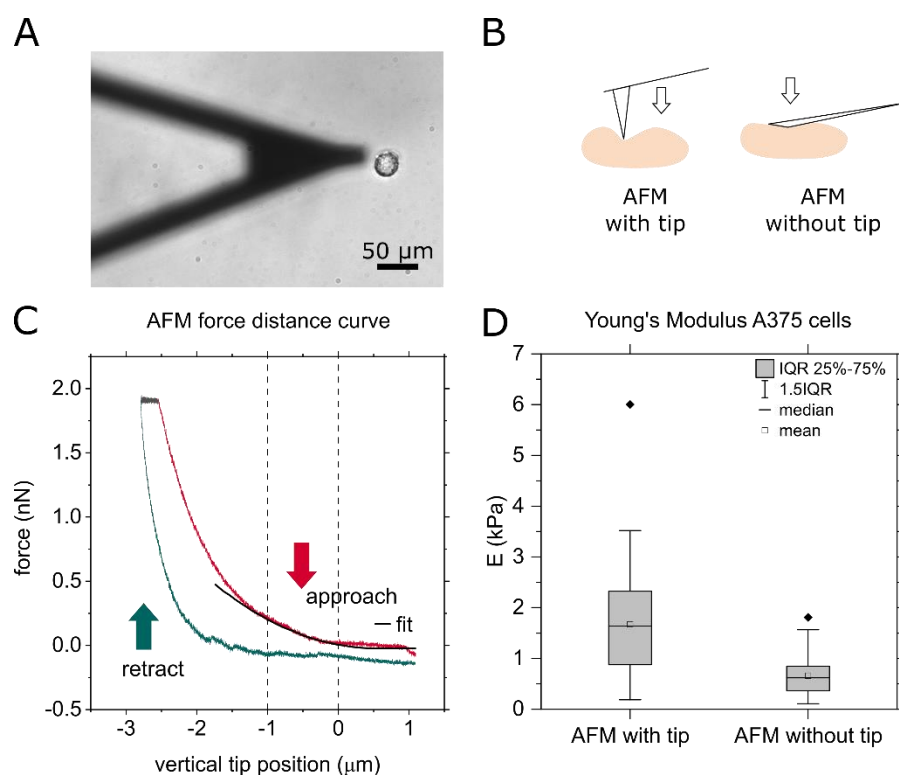 A
50 µm
B
AFM
with tip
AFM
without tip
C
AFM force distance curve
2.0
1.5
1.0
0.5
0.0
-0.5
force (nN)
approach
fit
retract
-3
-2
-1
0
1
vertical tip position (µm)
D
Young's Modulus A375 cells
7
6
5
4
3
2
1
0
E (kPa)
IQR 25%-75%
1.5IQR
median
mean
AFM with tip
AFM without tip